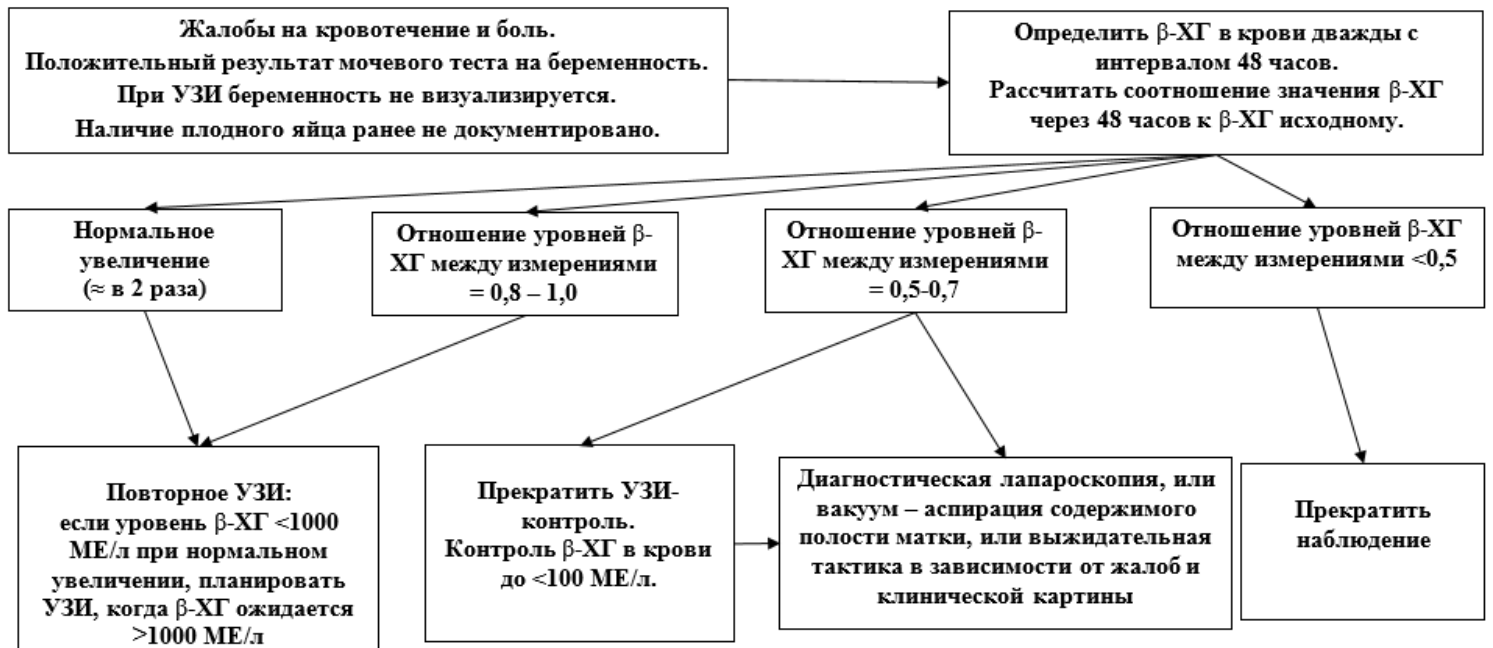 Жалобы на кровотечение и боль.
Положительный результат мочевого теста на беременность.
При УЗИ беременность не визуализируется.
Наличие плодного яйца ранее не документировано.
Определить β-ХГ в крови дважды с
интервалом 48 часов.
Рассчитать соотношение значения β-ХГ
через 48 часов к β-ХГ исходному.
Нормальное
увеличение
(≈ в 2 раза)
Отношение уровней β-
ХГ между измерениями
= 0,8 – 1,0
Отношение уровней β-
ХГ между измерениями
= 0,5-0,7
Отношение уровней β-ХГ
между измерениями <0,5
Повторное УЗИ:
если уровень β-ХГ <1000
МЕ/л при нормальном
увеличении, планировать
УЗИ, когда β-ХГ ожидается
>1000 МЕ/л
Прекратить УЗИ-
контроль.
Контроль β-ХГ в крови
до <100 МЕ/л.
Диагностическая лапароскопия, или
вакуум – аспирация содержимого
полости матки, или выжидательная
тактика в зависимости от жалоб и
клинической картины
Прекратить
наблюдение